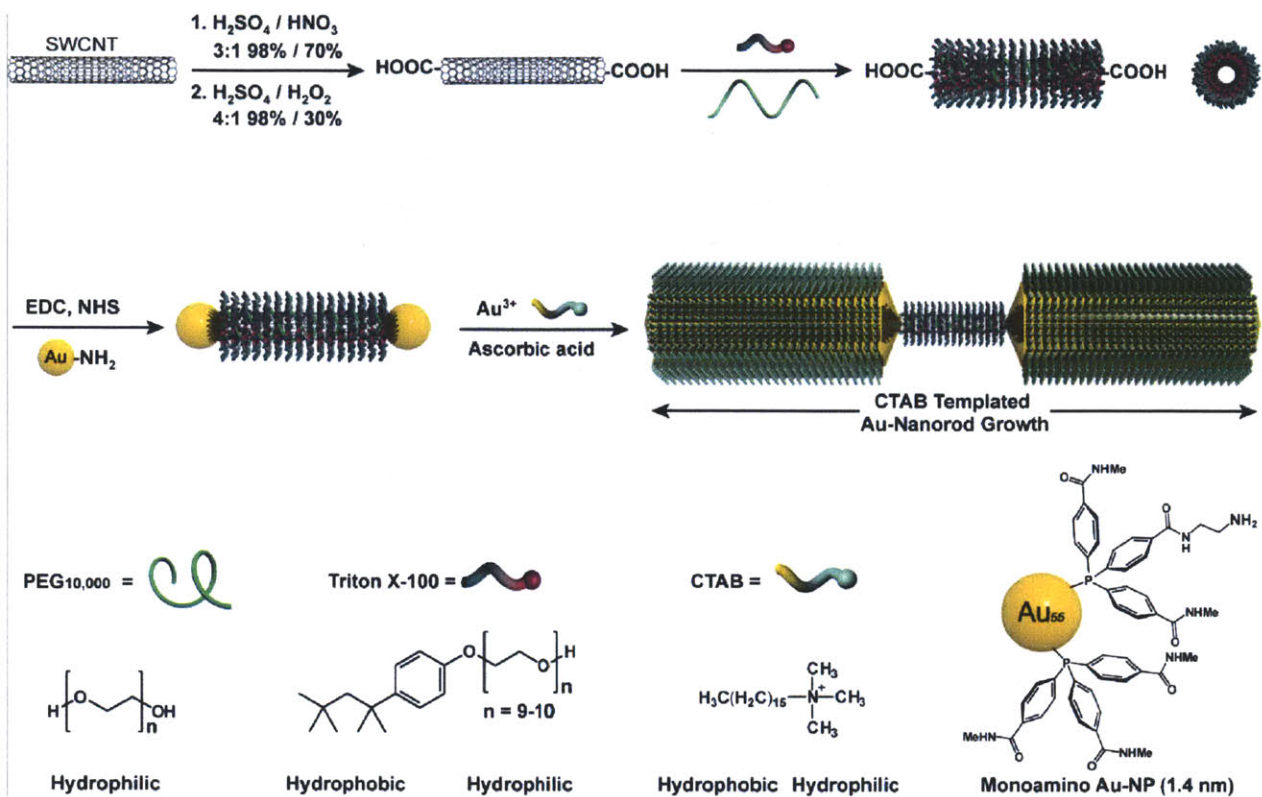 SWCNT
1. H₂SO₄ / HNO₃
3:1 98% / 70%
2. H₂SO₄ / H₂O₂
4:1 98% / 30%
HOOC
COOH
HOOC
COOH
EDC, NHS
Au -NH₂
Au³⁺
Ascorbic acid
CTAB Templated
Au-Nanorod Growth
PEG₁₀,₀₀₀ =
Triton X-100 =
CTAB =
H O OH n
O O H n
n = 9-10
CH₃
H₃C(H₂C)₁₅-N⁺-CH₃
CH₃
Hydrophilic
Hydrophobic
Hydrophilic
Hydrophobic
Hydrophilic
NHMe
O
O
N
H
NH₂
P
NHMe
O
Au₅₅
P
NHMe
O
MeHN
O
NHMe
O
Monoamino Au-NP (1.4 nm)